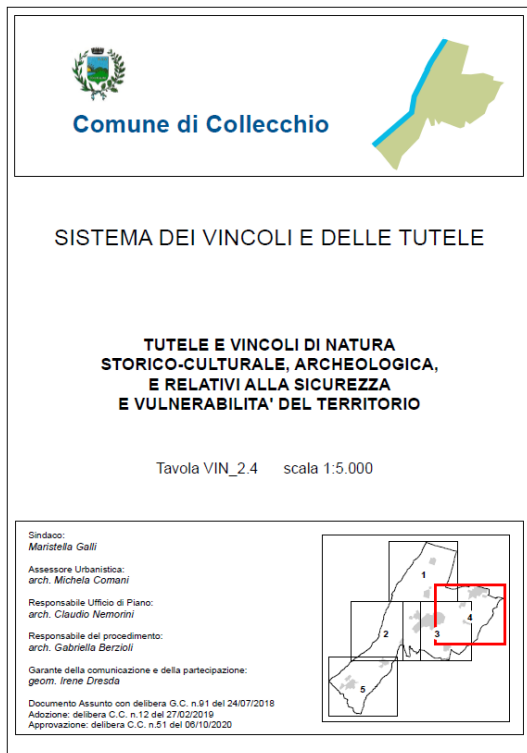 Comune di Collecchio
SISTEMA DEI VINCOLI E DELLE TUTELE
TUTELE E VINCOLI DI NATURA
STORICO-CULTURALE, ARCHEOLOGICA,
E RELATIVI ALLA SICUREZZA
E VULNERABILITA' DEL TERRITORIO
Tavola VIN_2.4 scala 1:5.000
Sindaco:
Maristella Galli
Assessore Urbanistica:
arch. Michela Comani
Responsabile Ufficio di Piano:
arch. Claudio Nemorini
Responsabile del procedimento:
arch. Gabriella Berzioli
Garante della comunicazione e della partecipazione:
geom. Irene Dresda
Documento Assunto con delibera G.C. n.91 del 24/07/2018
Adozione: delibera C.C. n.12 del 27/02/2019
Approvazione: delibera C.C. n.51 del 06/10/2020
1
4
2
3
5